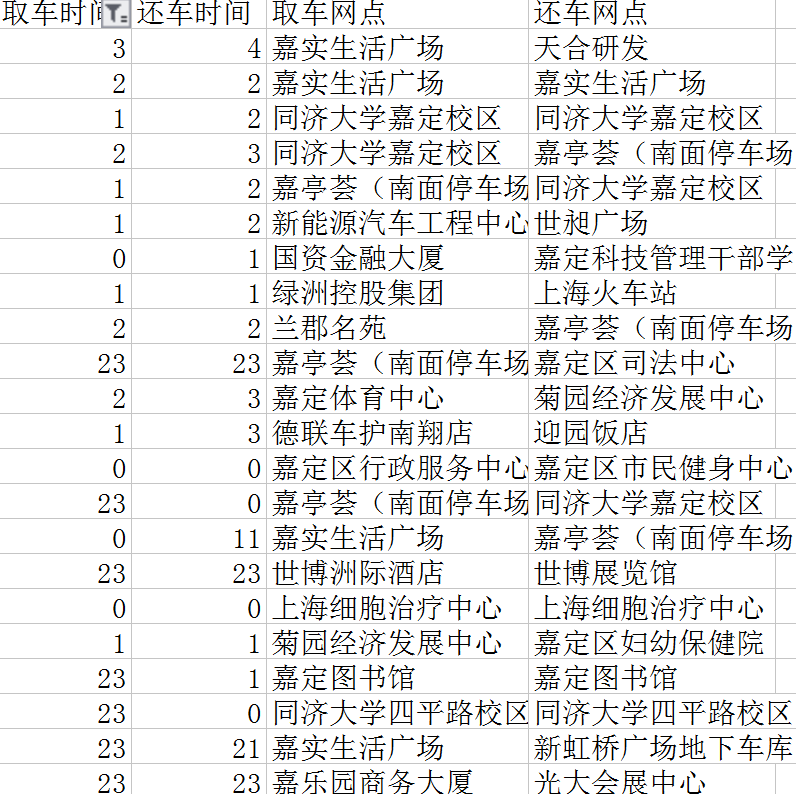 取车时间 还车时间 取车网点 还车网点
3 4 嘉实生活广场 天合研发
2 2 嘉实生活广场 嘉实生活广场
1 2 同济大学嘉定校区 同济大学嘉定校区
2 3 同济大学嘉定校区 嘉亭荟（南面停车场
1 2 嘉亭荟（南面停车场 同济大学嘉定校区
1 2 新能源汽车工程中心 世昶广场
0 1 国资金融大厦 嘉定科技管理干部学
1 1 绿洲控股集团 上海火车站
2 2 兰郡名苑 嘉亭荟（南面停车场
23 23 嘉亭荟（南面停车场 嘉定区司法中心
2 3 嘉定体育中心 菊园经济发展中心
1 3 德联车护南翔店 迎园饭店
0 0 嘉定区行政服务中心 嘉定区市民健身中心
23 0 嘉亭荟（南面停车场 同济大学嘉定校区
0 11 嘉实生活广场 嘉亭荟（南面停车场
23 23 世博洲际酒店 世博展览馆
0 0 上海细胞治疗中心 上海细胞治疗中心
1 1 菊园经济发展中心 嘉定区妇幼保健院
23 1 嘉定图书馆 嘉定图书馆
23 0 同济大学四平路校区 同济大学四平路校区
23 21 嘉实生活广场 新虹桥广场地下车库
23 23 嘉乐园商务大厦 光大会展中心